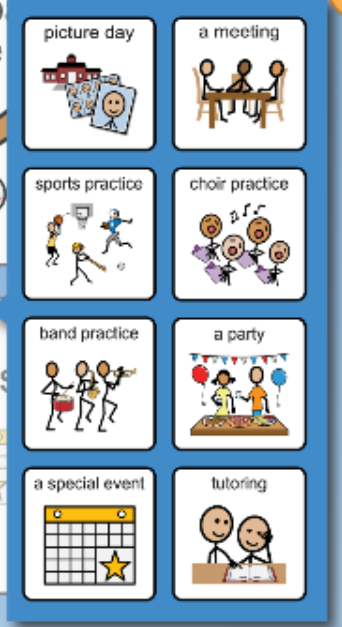 picture day
a meeting
sports practice
choir practice
band practice
a party
a special event
tutoring